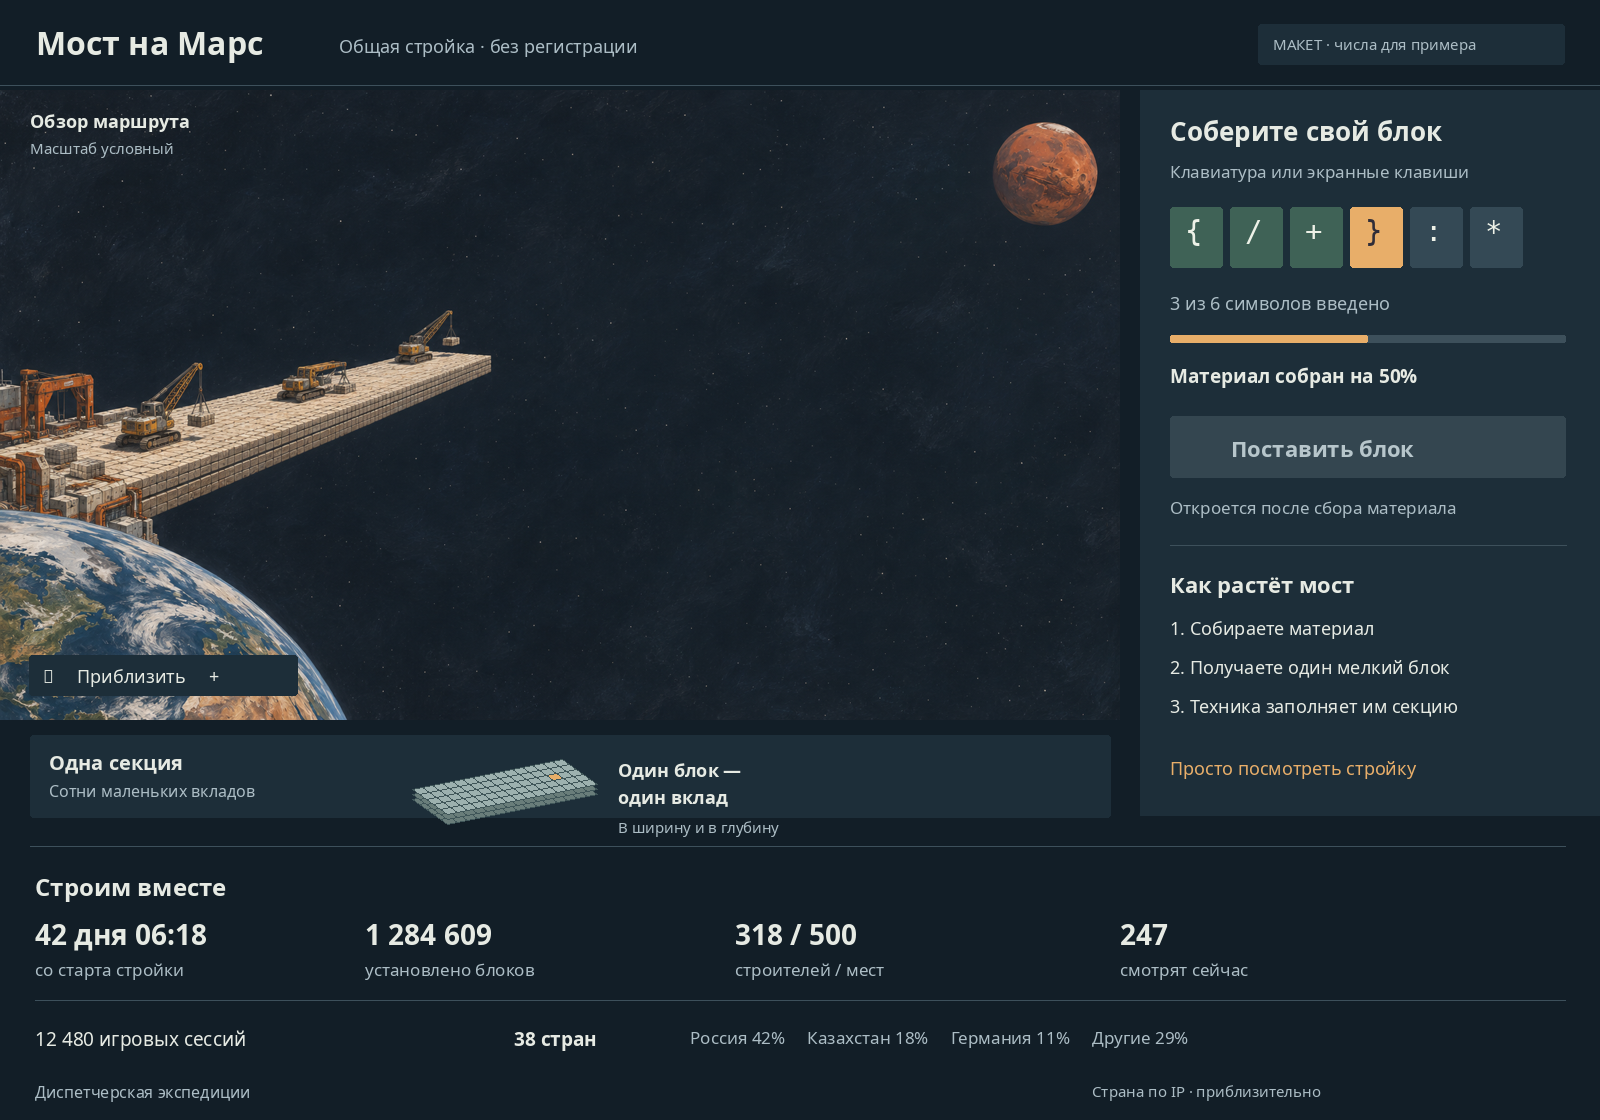 Мост на Марс
Общая стройка · без регистрации
МАКЕТ · числа для примера
Обзор маршрута
Масштаб условный
Приблизить +
Соберите свой блок
Клавиатура или экранные клавиши
{ / + } : *
3 из 6 символов введено
Материал собран на 50%
Поставить блок
Откроется после сбора материала
Как растёт мост
1. Собираете материал
2. Получаете один мелкий блок
3. Техника заполняет им секцию
Просто посмотреть стройку
Одна секция
Сотни маленьких вкладов
Один блок —
один вклад
В ширину и в глубину
Строим вместе
42 дня 06:18
со старта стройки
1 284 609
установлено блоков
318 / 500
строителей / мест
247
смотрят сейчас
12 480 игровых сессий
38 стран
Россия 42% Казахстан 18% Германия 11% Другие 29%
Диспетчерская экспедиции
Страна по IP · приблизительно